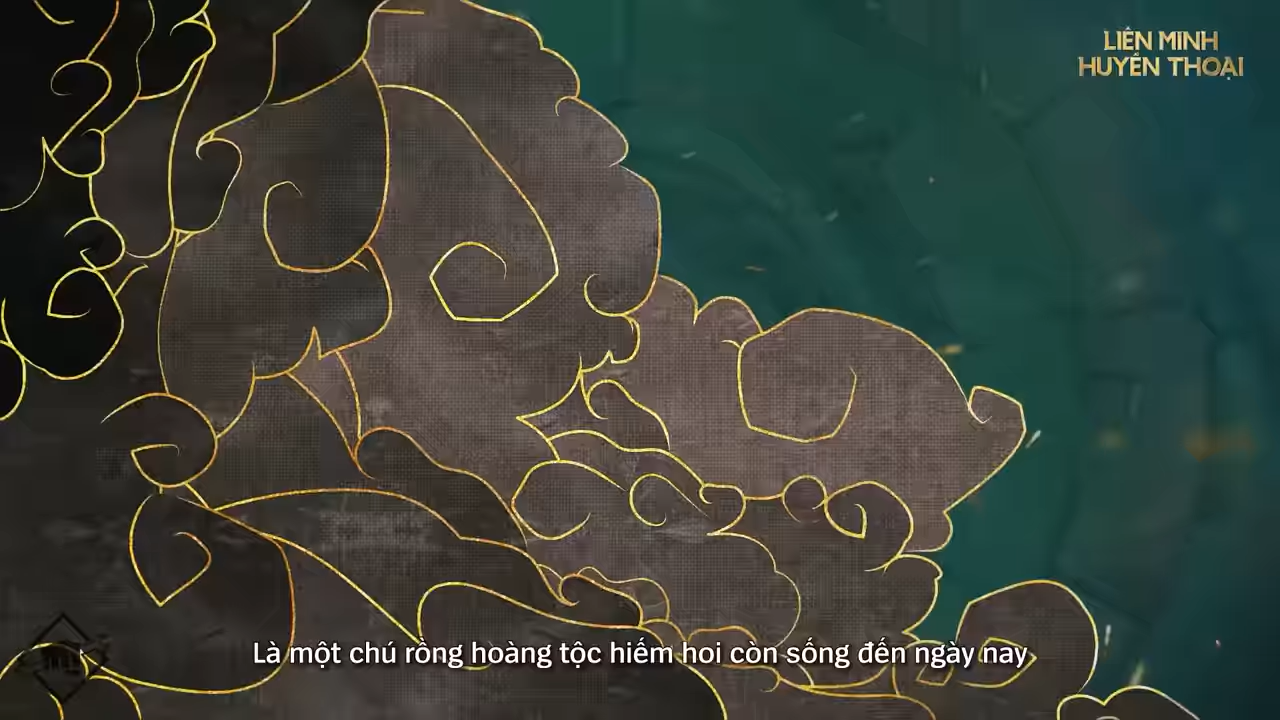 LIÊN MINH
HUYỀN THOẠI
Là một chú rồng hoàng tộc hiếm hoi còn sống đến ngày nay